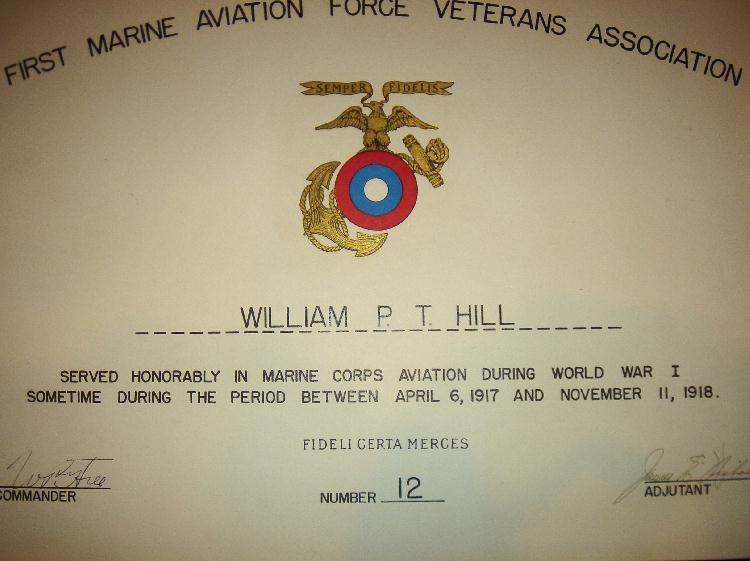 FIRST MARINE AVIATION FORCE VETERANS ASSOCIATION
SEMPER FIDELIS
WILLIAM P. T. HILL
SERVED HONORABLY IN MARINE CORPS AVIATION DURING WORLD WAR I
SOMETIME DURING THE PERIOD BETWEEN APRIL 6, 1917 AND NOVEMBER 11, 1918.
FIDELI CERTA MERCES
COMMANDER
NUMBER 12
ADJUTANT